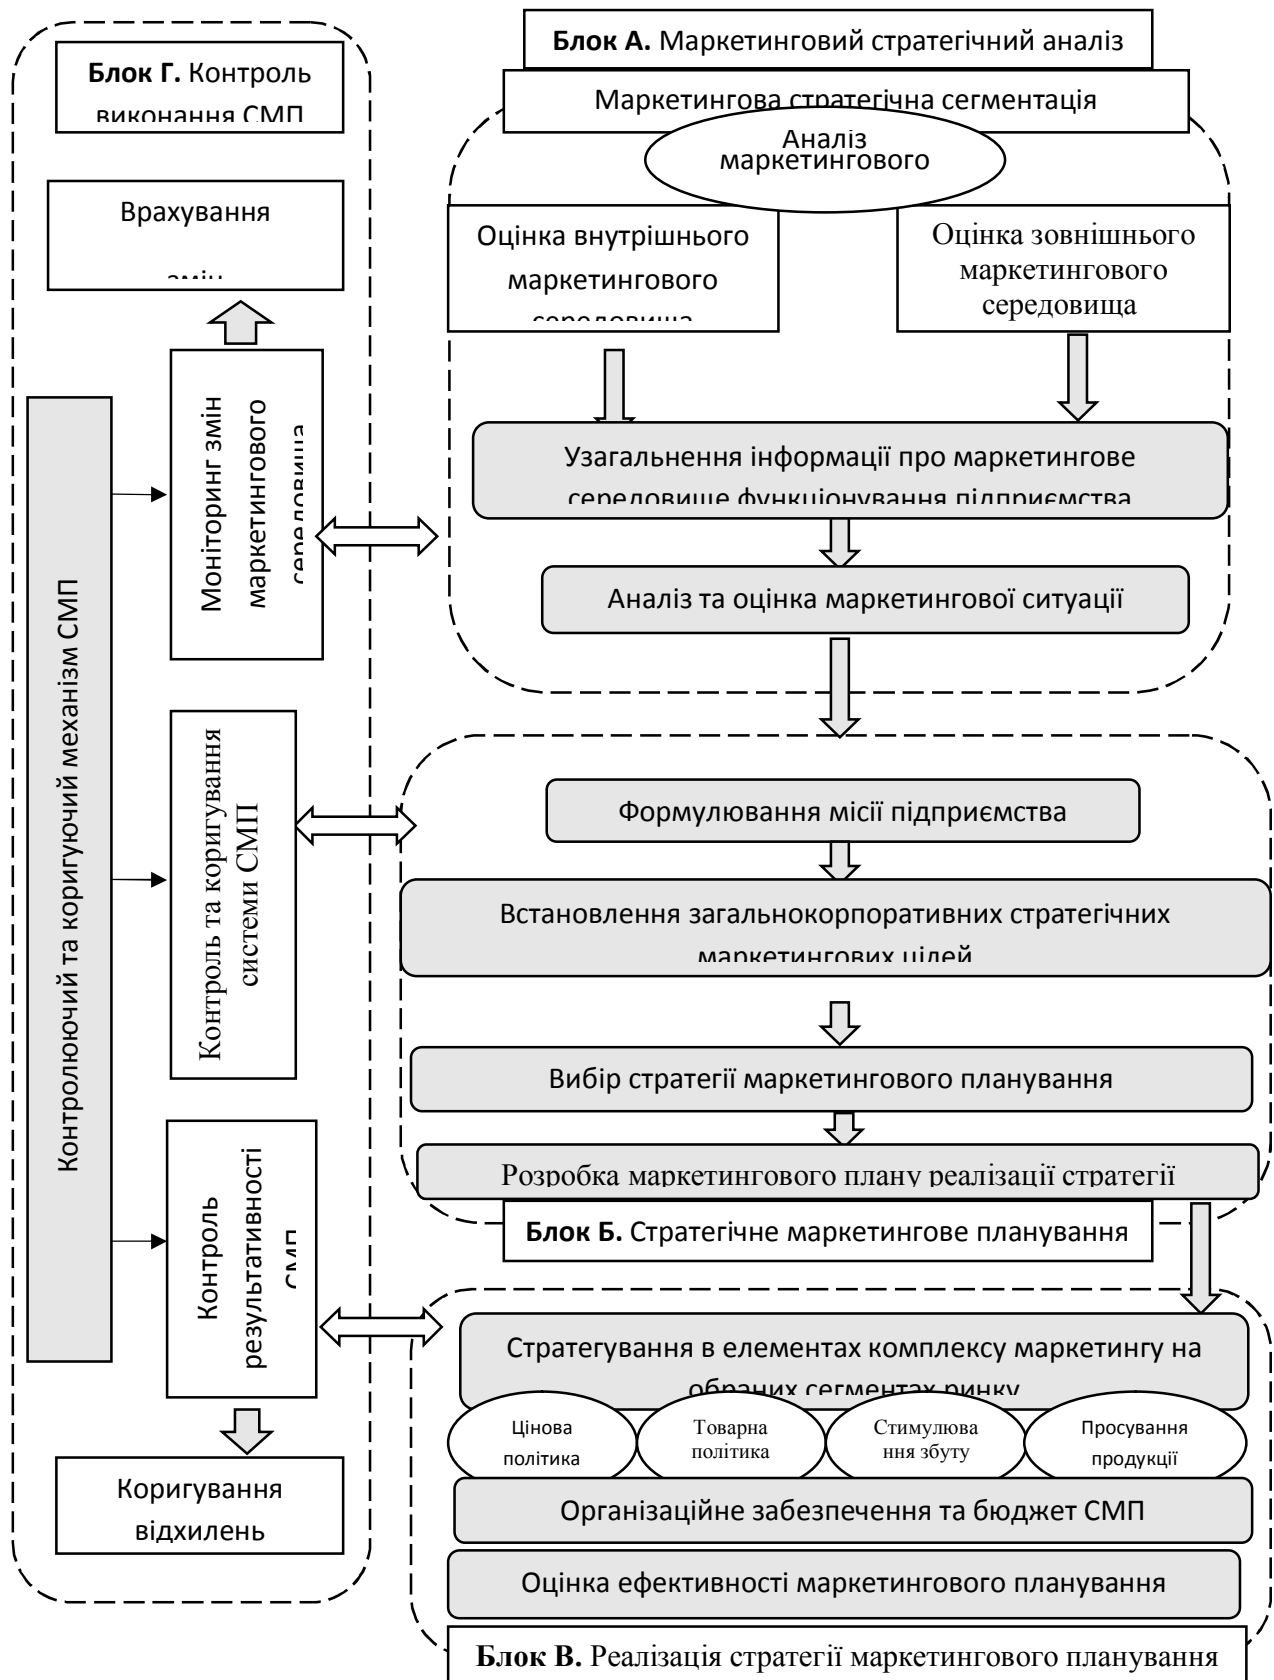 Блок А. Маркетинговий стратегічний аналіз
Маркетингова стратегічна сегментація
Аналіз
маркетингового
Оцінка внутрішнього
маркетингового
середовища
Оцінка зовнішнього
маркетингового
середовища
Узагальнення інформації про маркетингове
середовище функціонування підприємства
Аналіз та оцінка маркетингової ситуації
Формулювання місії підприємства
Встановлення загальнокорпоративних стратегічних
маркетингових цілей
Вибір стратегії маркетингового планування
Розробка маркетингового плану реалізації стратегії
Блок Б. Стратегічне маркетингове планування
Стратегування в елементах комплексу маркетингу на
обраних сегментах ринку
Цінова
політика
Товарна
політика
Стимулюва
ння збуту
Просування
продукції
Організаційне забезпечення та бюджет СМП
Оцінка ефективності маркетингового планування
Блок В. Реалізація стратегії маркетингового планування
Блок Г. Контроль
виконання СМП
Врахування
змін
Контролюючий та коригуючий механізм СМП
Моніторинг змін
маркетингового
середовища
Контроль та коригування
системи СМП
Контроль
результативності
СМП
Коригування
відхилень